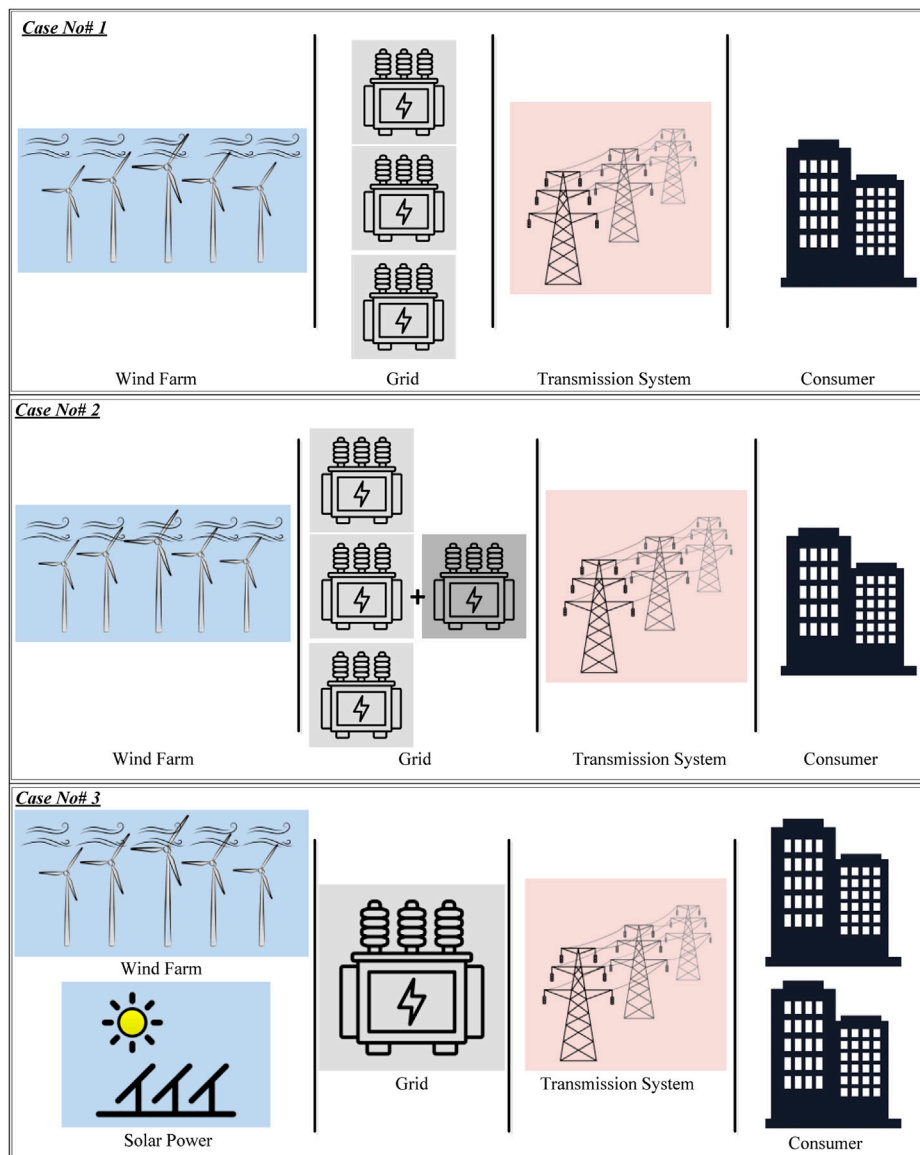 Case No# 1
Wind Farm
Grid
Transmission System
Consumer
Case No# 2
+
Wind Farm
Grid
Transmission System
Consumer
Case No# 3
Wind Farm
Solar Power
Grid
Transmission System
Consumer